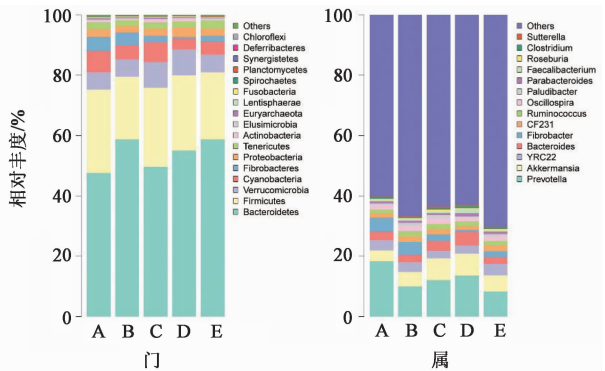 相对丰度/%
100
80
60
40
20
0
A B C D E
门
Others
Chloroflexi
Deferribacteres
Synergistetes
Planctomycetes
Spirochaetes
Fusobacteria
Lentisphaerae
Euryarchaeota
Elusimicrobia
Actinobacteria
Tenericutes
Proteobacteria
Fibrobacteres
Cyanobacteria
Verrucomicrobia
Firmicutes
Bacteroidetes
100
80
60
40
20
0
A B C D E
属
Others
Sutterella
Clostridium
Roseburia
Faecalibacterium
Parabacteroides
Paludibacter
Oscillospira
Ruminococcus
CF231
Fibrobacter
Bacteroides
YRC22
Akkermansia
Prevotella